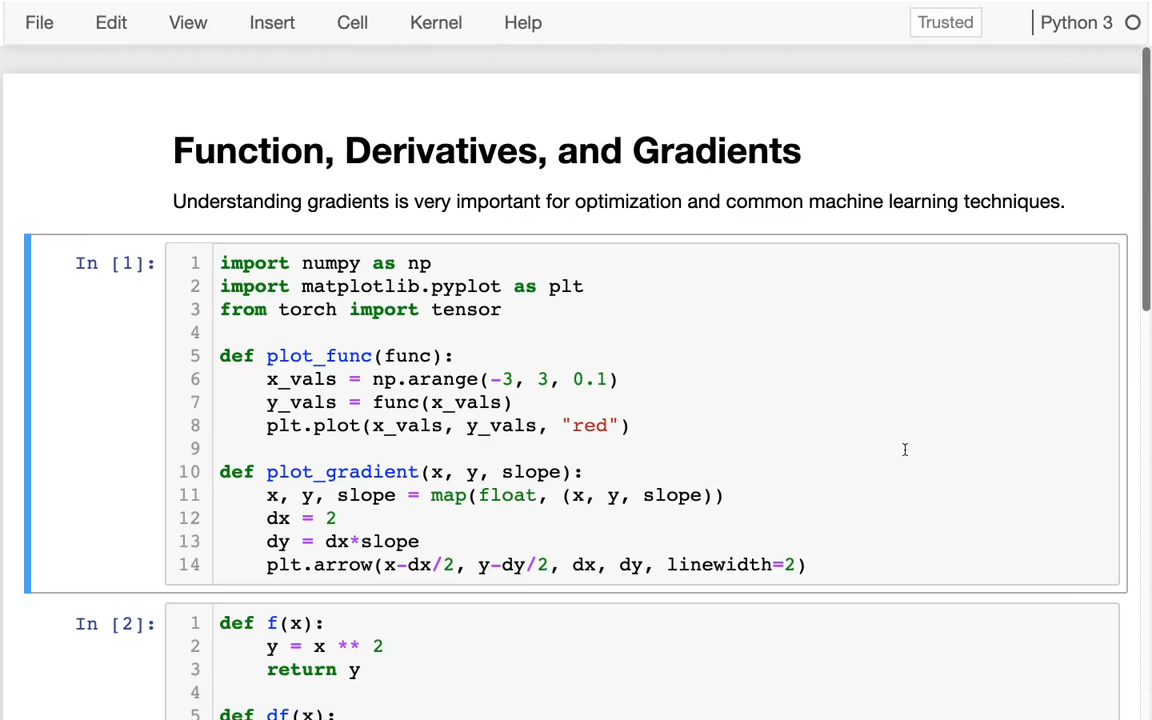 File Edit View Insert Cell Kernel Help Trusted Python 3
Function, Derivatives, and Gradients
Understanding gradients is very important for optimization and common machine learning techniques.
In [1]:
1 import numpy as np
2 import matplotlib.pyplot as plt
3 from torch import tensor
4
5 def plot_func(func):
6     x_vals = np.arange(-3, 3, 0.1)
7     y_vals = func(x_vals)
8     plt.plot(x_vals, y_vals, "red")
9
10 def plot_gradient(x, y, slope):
11     x, y, slope = map(float, (x, y, slope))
12     dx = 2
13     dy = dx*slope
14     plt.arrow(x-dx/2, y-dy/2, dx, dy, linewidth=2)
In [2]:
1 def f(x):
2     y = x ** 2
3     return y
4
5 def df(x):